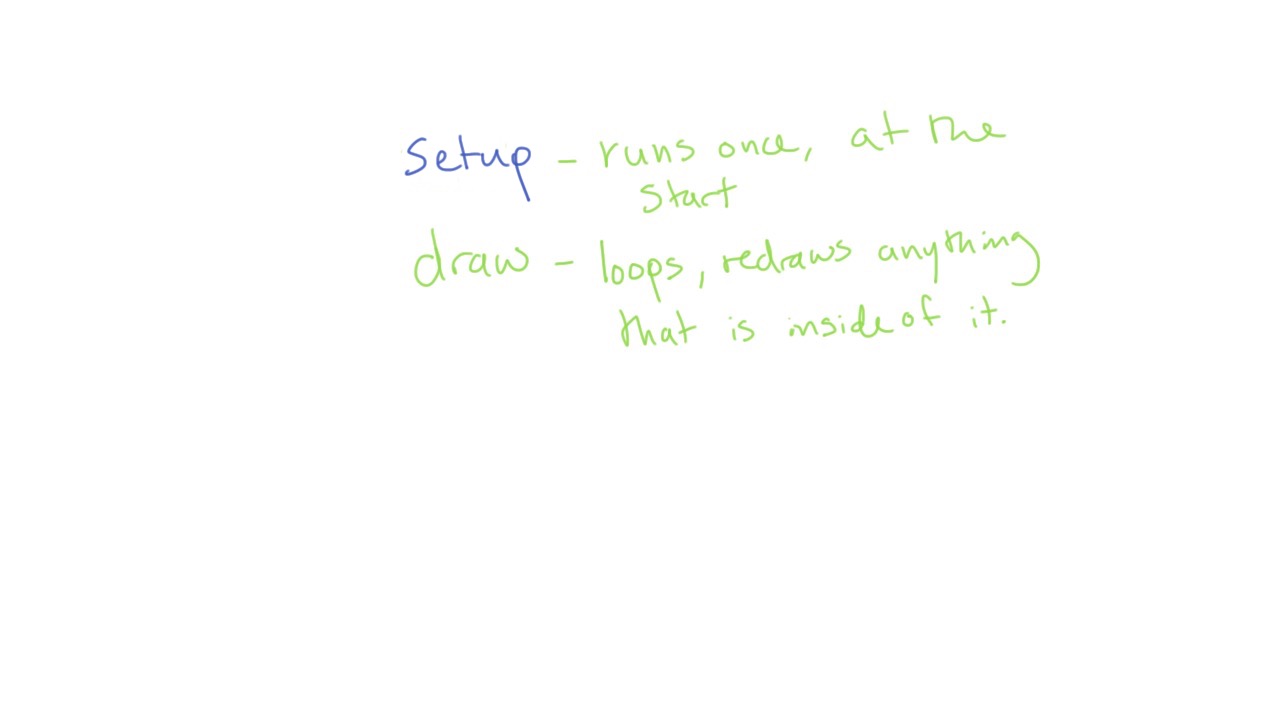 Setup - runs once, at the
start
draw - loops, redraws anything
that is inside of it.